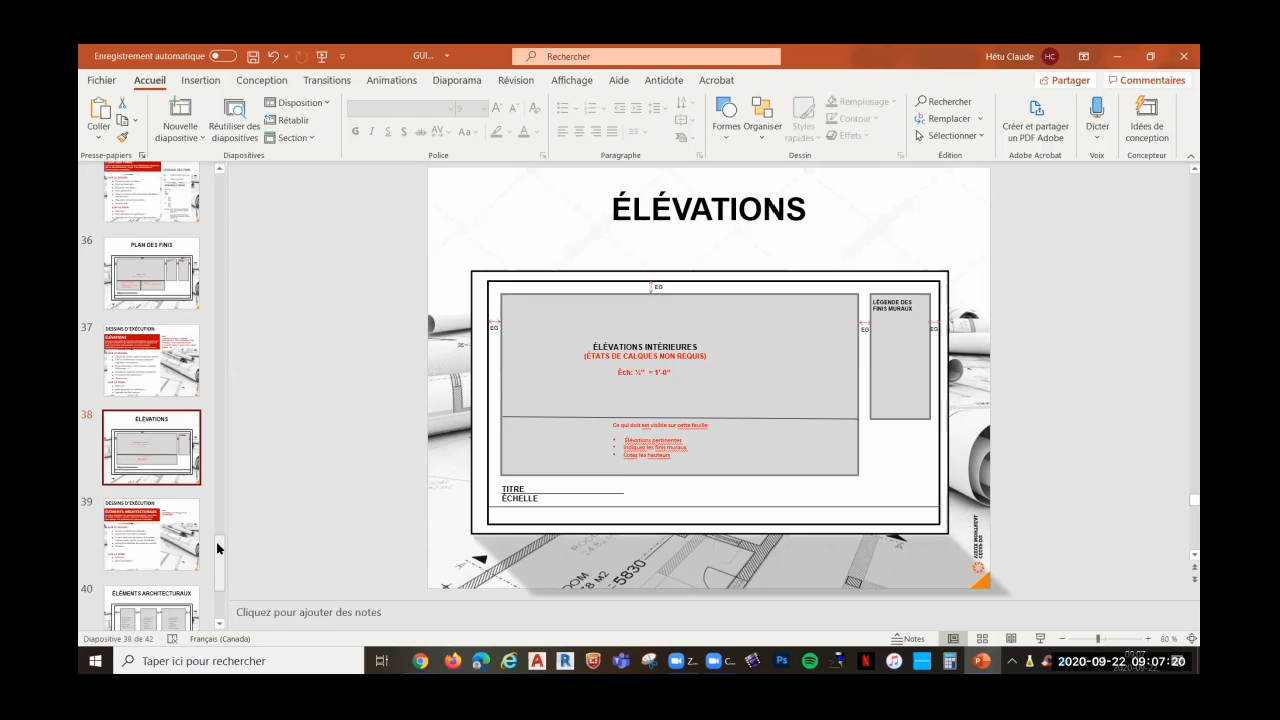 Enregistrement automatique
GUI...
Rechercher
Hétu Claude
HC
Fichier
Accueil
Insertion
Conception
Transitions
Animations
Diaporama
Révision
Affichage
Aide
Antidote
Acrobat
Partager
Commentaires
Coller
Nouvelle diapositive
Réutiliser des diapositives
Disposition
Rétablir
Section
9
Formes
Organiser
Styles rapides
Remplissage
Contour
Effets
Rechercher
Remplacer
Sélectionner
Créer et partager un PDF Adobe
Dicter
Idées de conception
Presse-papiers
Diapositives
Police
Paragraphe
Dessin
Édition
Adobe Acrobat
Voix
Concepteur
36
PLAN DES FINIS
37
DESSINS D'EXÉCUTION
ÉLÉVATIONS
38
ÉLÉVATIONS
39
DESSINS D'EXÉCUTION
ÉLÉMENTS ARCHITECTURAUX
40
ÉLÉMENTS ARCHITECTURAUX
ÉLÉVATIONS
EG
EG
EG
EG
LÉGENDE DES
FINIS MURAUX
ÉLÉVATIONS INTÉRIEURES
(ÉTATS DE CALQUES NON REQUIS)
Éch: ½" = 1'-0"
Ce qui doit est visible sur cette feuille:
• Élévations pertinentes
• Indiquez les finis muraux
• Cotez les hauteurs
TITRE
ÉCHELLE
5830
Cliquez pour ajouter des notes
Diapositive 38 de 42
Français (Canada)
Notes
80 %
Taper ici pour rechercher
Z...
C...
2020-09-22 09:07:20